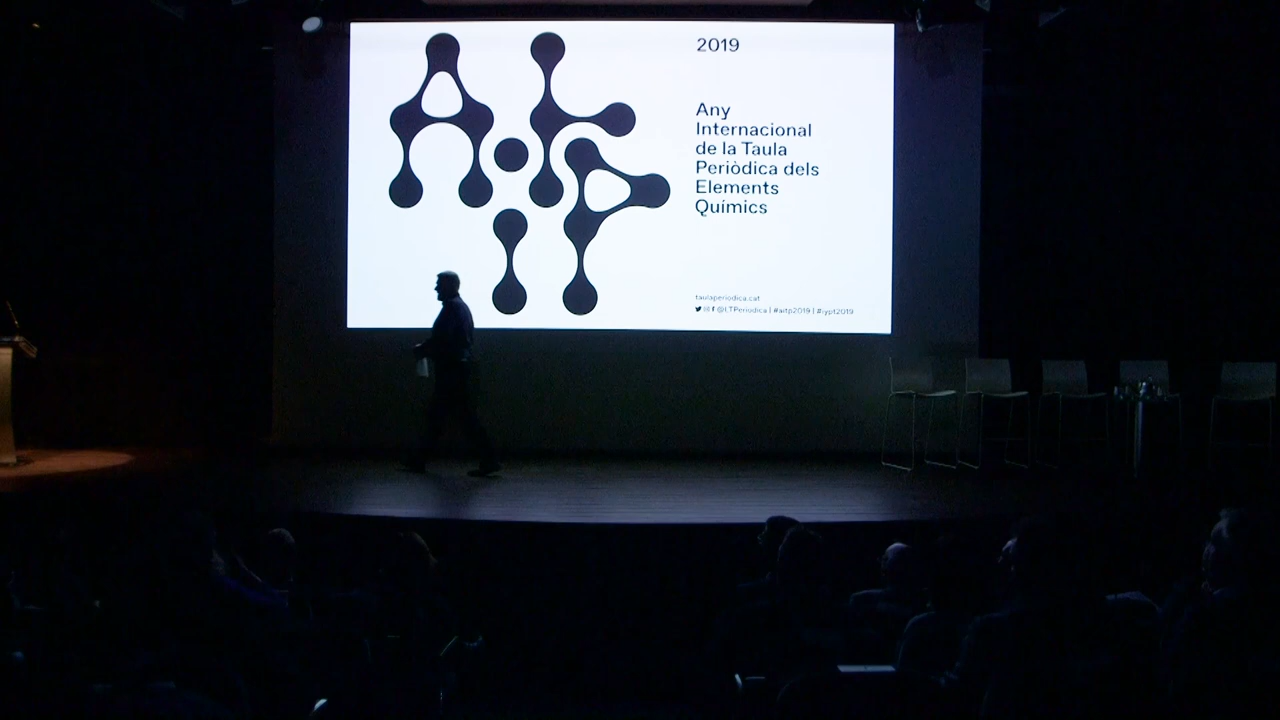 2019
Any
Internacional
de la Taula
Periòdica dels
Elements
Químics
taulaperiodica.cat
@LTPeriodica | #aitp2019 | #iypt2019